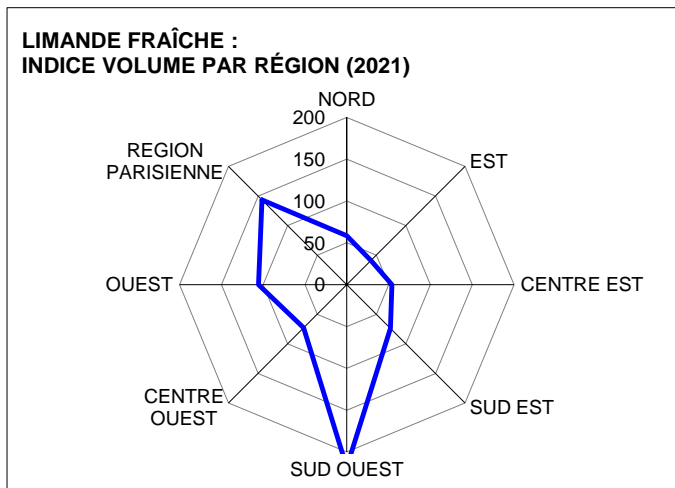 LIMANDE FRAÎCHE :
INDICE VOLUME PAR RÉGION (2021)
NORD
200
150
100
50
0
EST
CENTRE EST
SUD EST
SUD OUEST
CENTRE
OUEST
OUEST
REGION
PARISIENNE